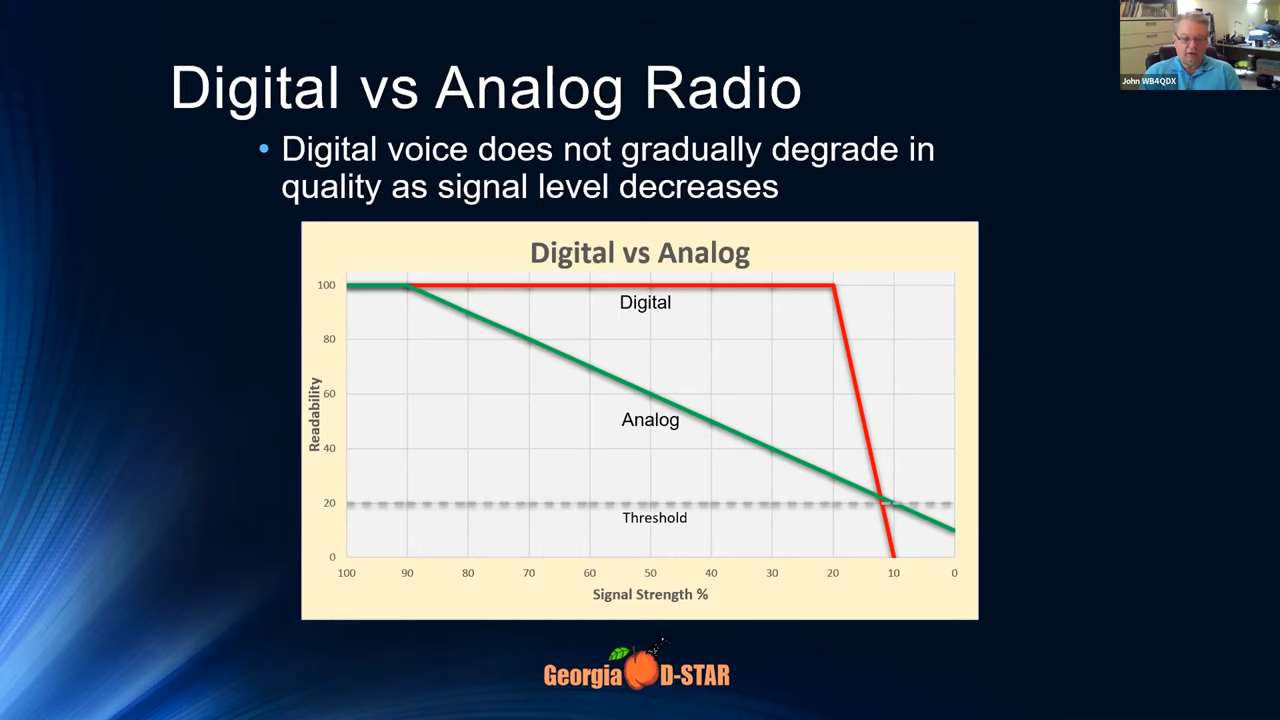 John WB4QDX
Digital vs Analog Radio
• Digital voice does not gradually degrade in
quality as signal level decreases
Digital vs Analog
100
80
60
40
20
0
Readability
Digital
Analog
Threshold
100 90 80 70 60 50 40 30 20 10 0
Signal Strength %
Georgia D-STAR